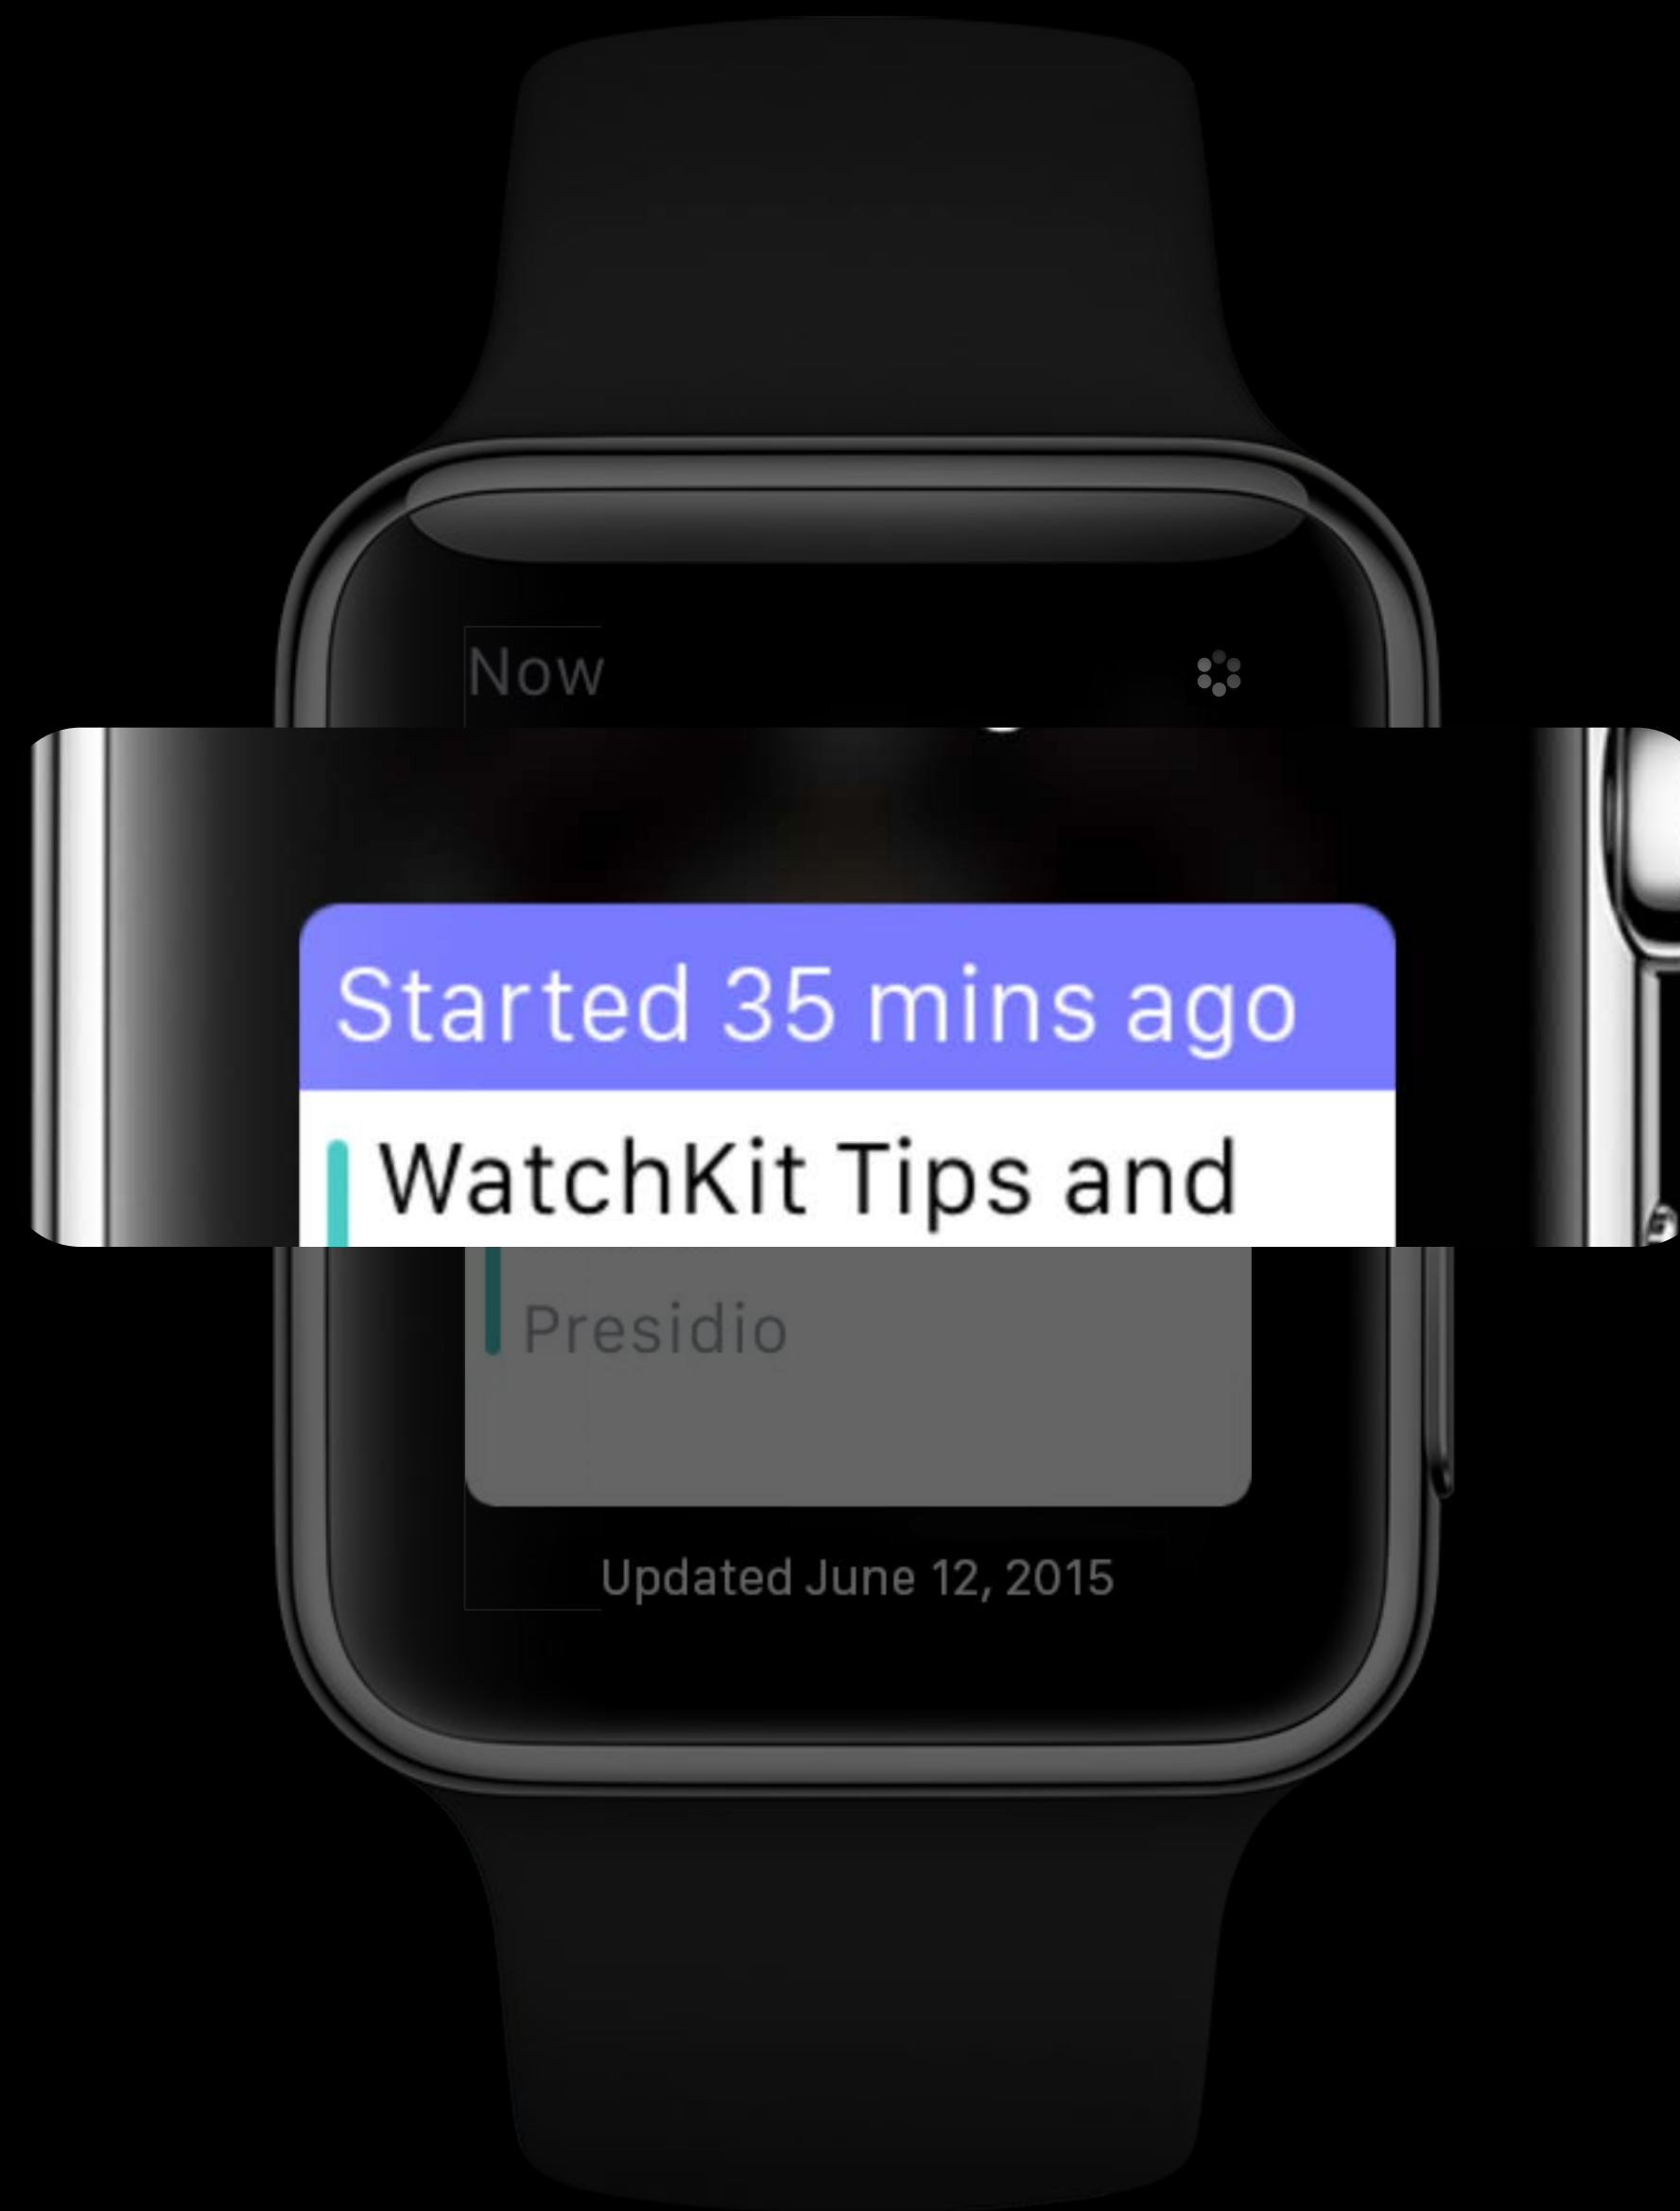 Now
Started 35 mins ago
WatchKit Tips and
Presidio
Updated June 12, 2015